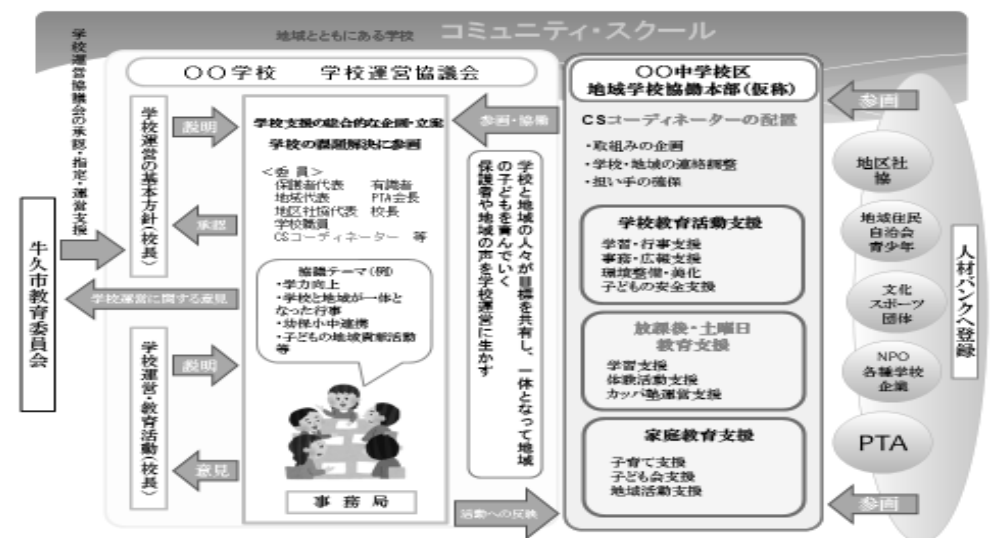 地域とともにある学校 コミュニティ・スクール
学校運営協議会の承認・指定・運営支援
牛久市教育委員会
〇〇学校 学校運営協議会
学校運営の基本方針(校長)
説明
承認
学校運営に関する意見
学校運営・教育活動(校長)
説明
意見
学校支援の総合的な企画・立案
学校の課題解決に参画
<委 員>
保護者代表 有識者
地域代表 PTA会長
地区社協代表 校長
学校職員
CSコーディネーター 等
協議テーマ(例)
・学力向上
・学校と地域が一体と
なった行事
・幼保小中連携
・子どもの地域貢献活動
等
事 務 局
参画・協働
学校と地域の人々が目標を共有し、一体となって地域
の子どもを育んでいく
保護者や地域の声を学校運営に生かす
活動への反映
〇〇中学校区
地域学校協働本部(仮称)
CSコーディネーターの配置
・取組みの企画
・学校・地域の連絡調整
・担い手の確保
学校教育活動支援
学習・行事支援
事務・広報支援
環境整備・美化
子どもの安全支援
放課後・土曜日
教育支援
学習支援
体験活動支援
カッパ塾運営支援
家庭教育支援
子育て支援
子ども会支援
地域活動支援
参画
地区社
協
地域住民
自治会
青少年
文化
スポーツ
団体
NPO
各種学校
企業
PTA
参画
人材バンクへ登録